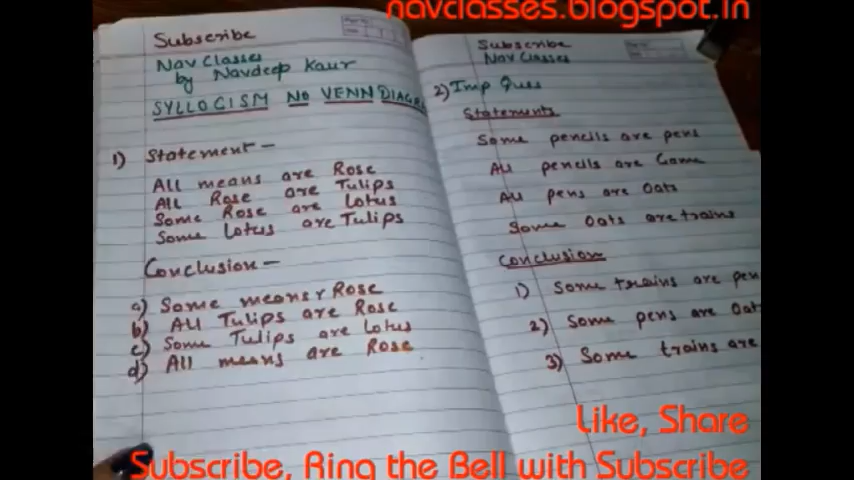 navclasses.blogspot.in
Subscribe
Nav Classes
by Navdeep Kaur
SYLLOGISM NO VENN DIAGR
1) Statement -
All means are Rose
All Rose are Tulips
Some Rose are Lotus
Some Lotus are Tulips
Conclusion -
a) Some means r Rose
b) All Tulips are Rose
c) Some Tulips are Lotus
d) All means are Rose
Subscribe
Nav Classes
2) Imp Ques
Statements
Some pencils are pens
All pencils are Game
All pens are Oats
Some Oats are trains
Conclusion
1) Some trains are pen
2) Some pens are Oat
3) Some trains are
Like, Share
Subscribe, Ring the Bell with Subscribe